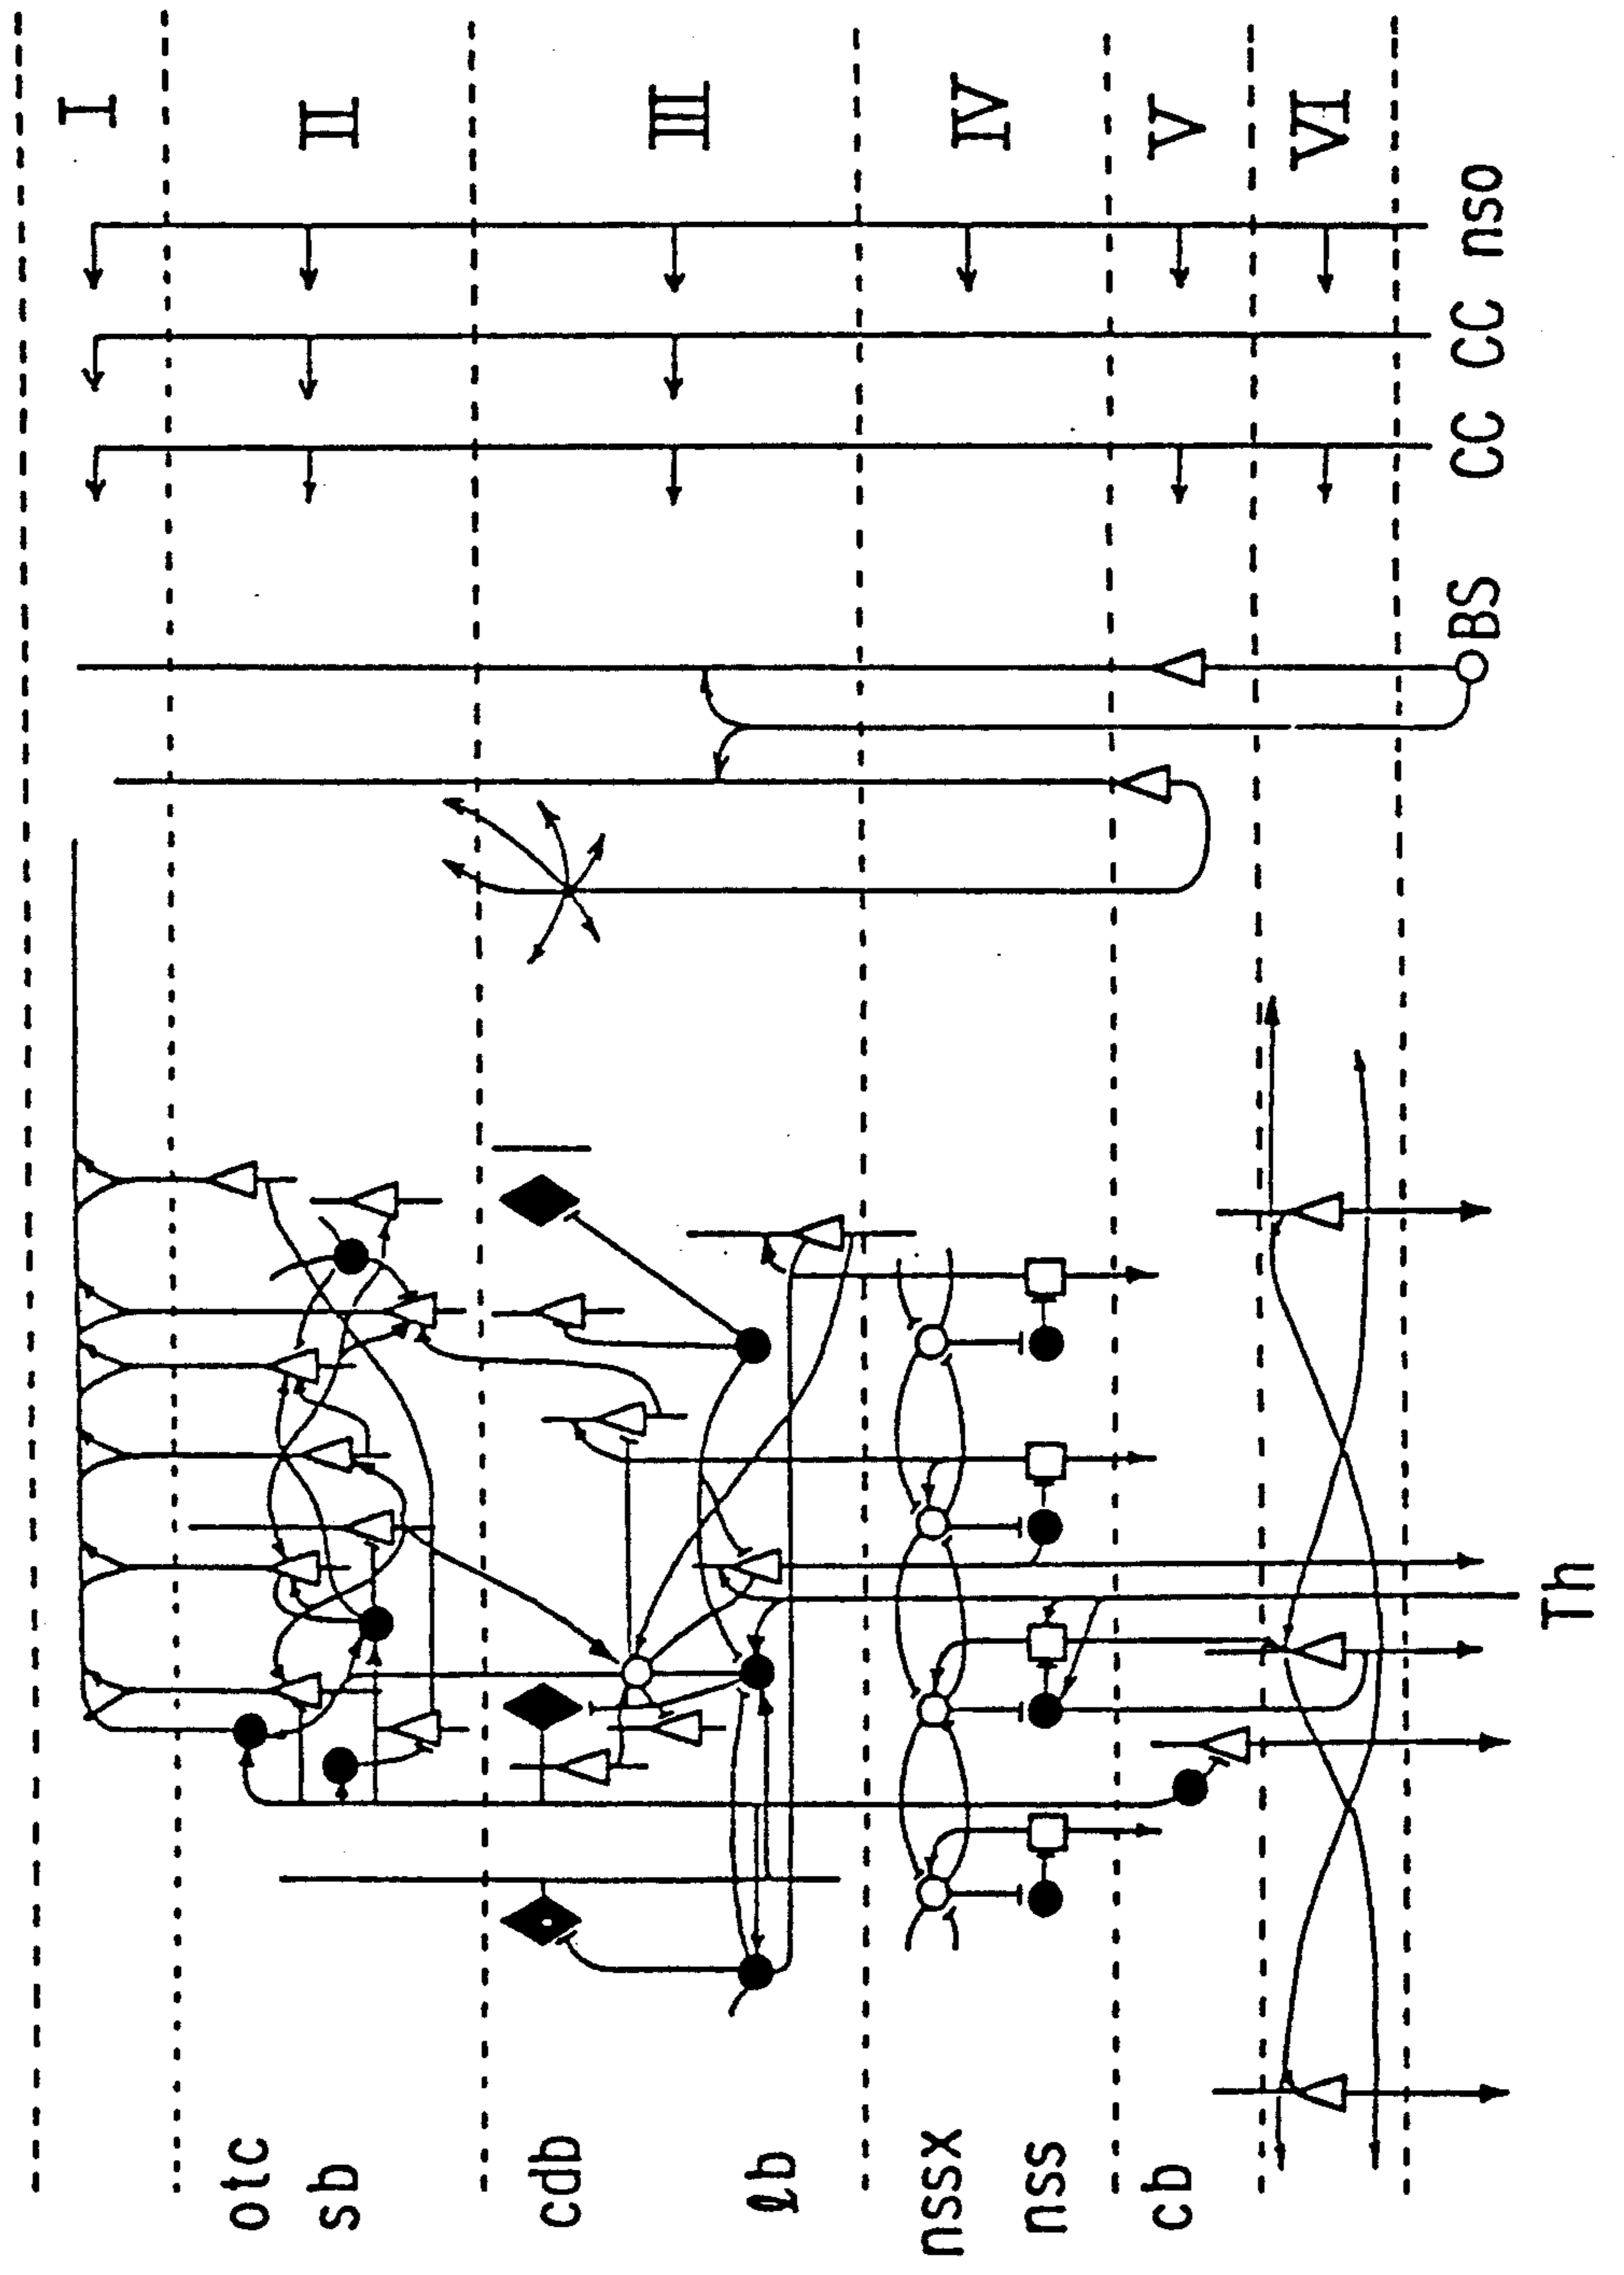 I
II
III
IV
V
VI
otc
sb
cdb
lb
nssx
nss
cb
Th
BS
CC
CC
nso